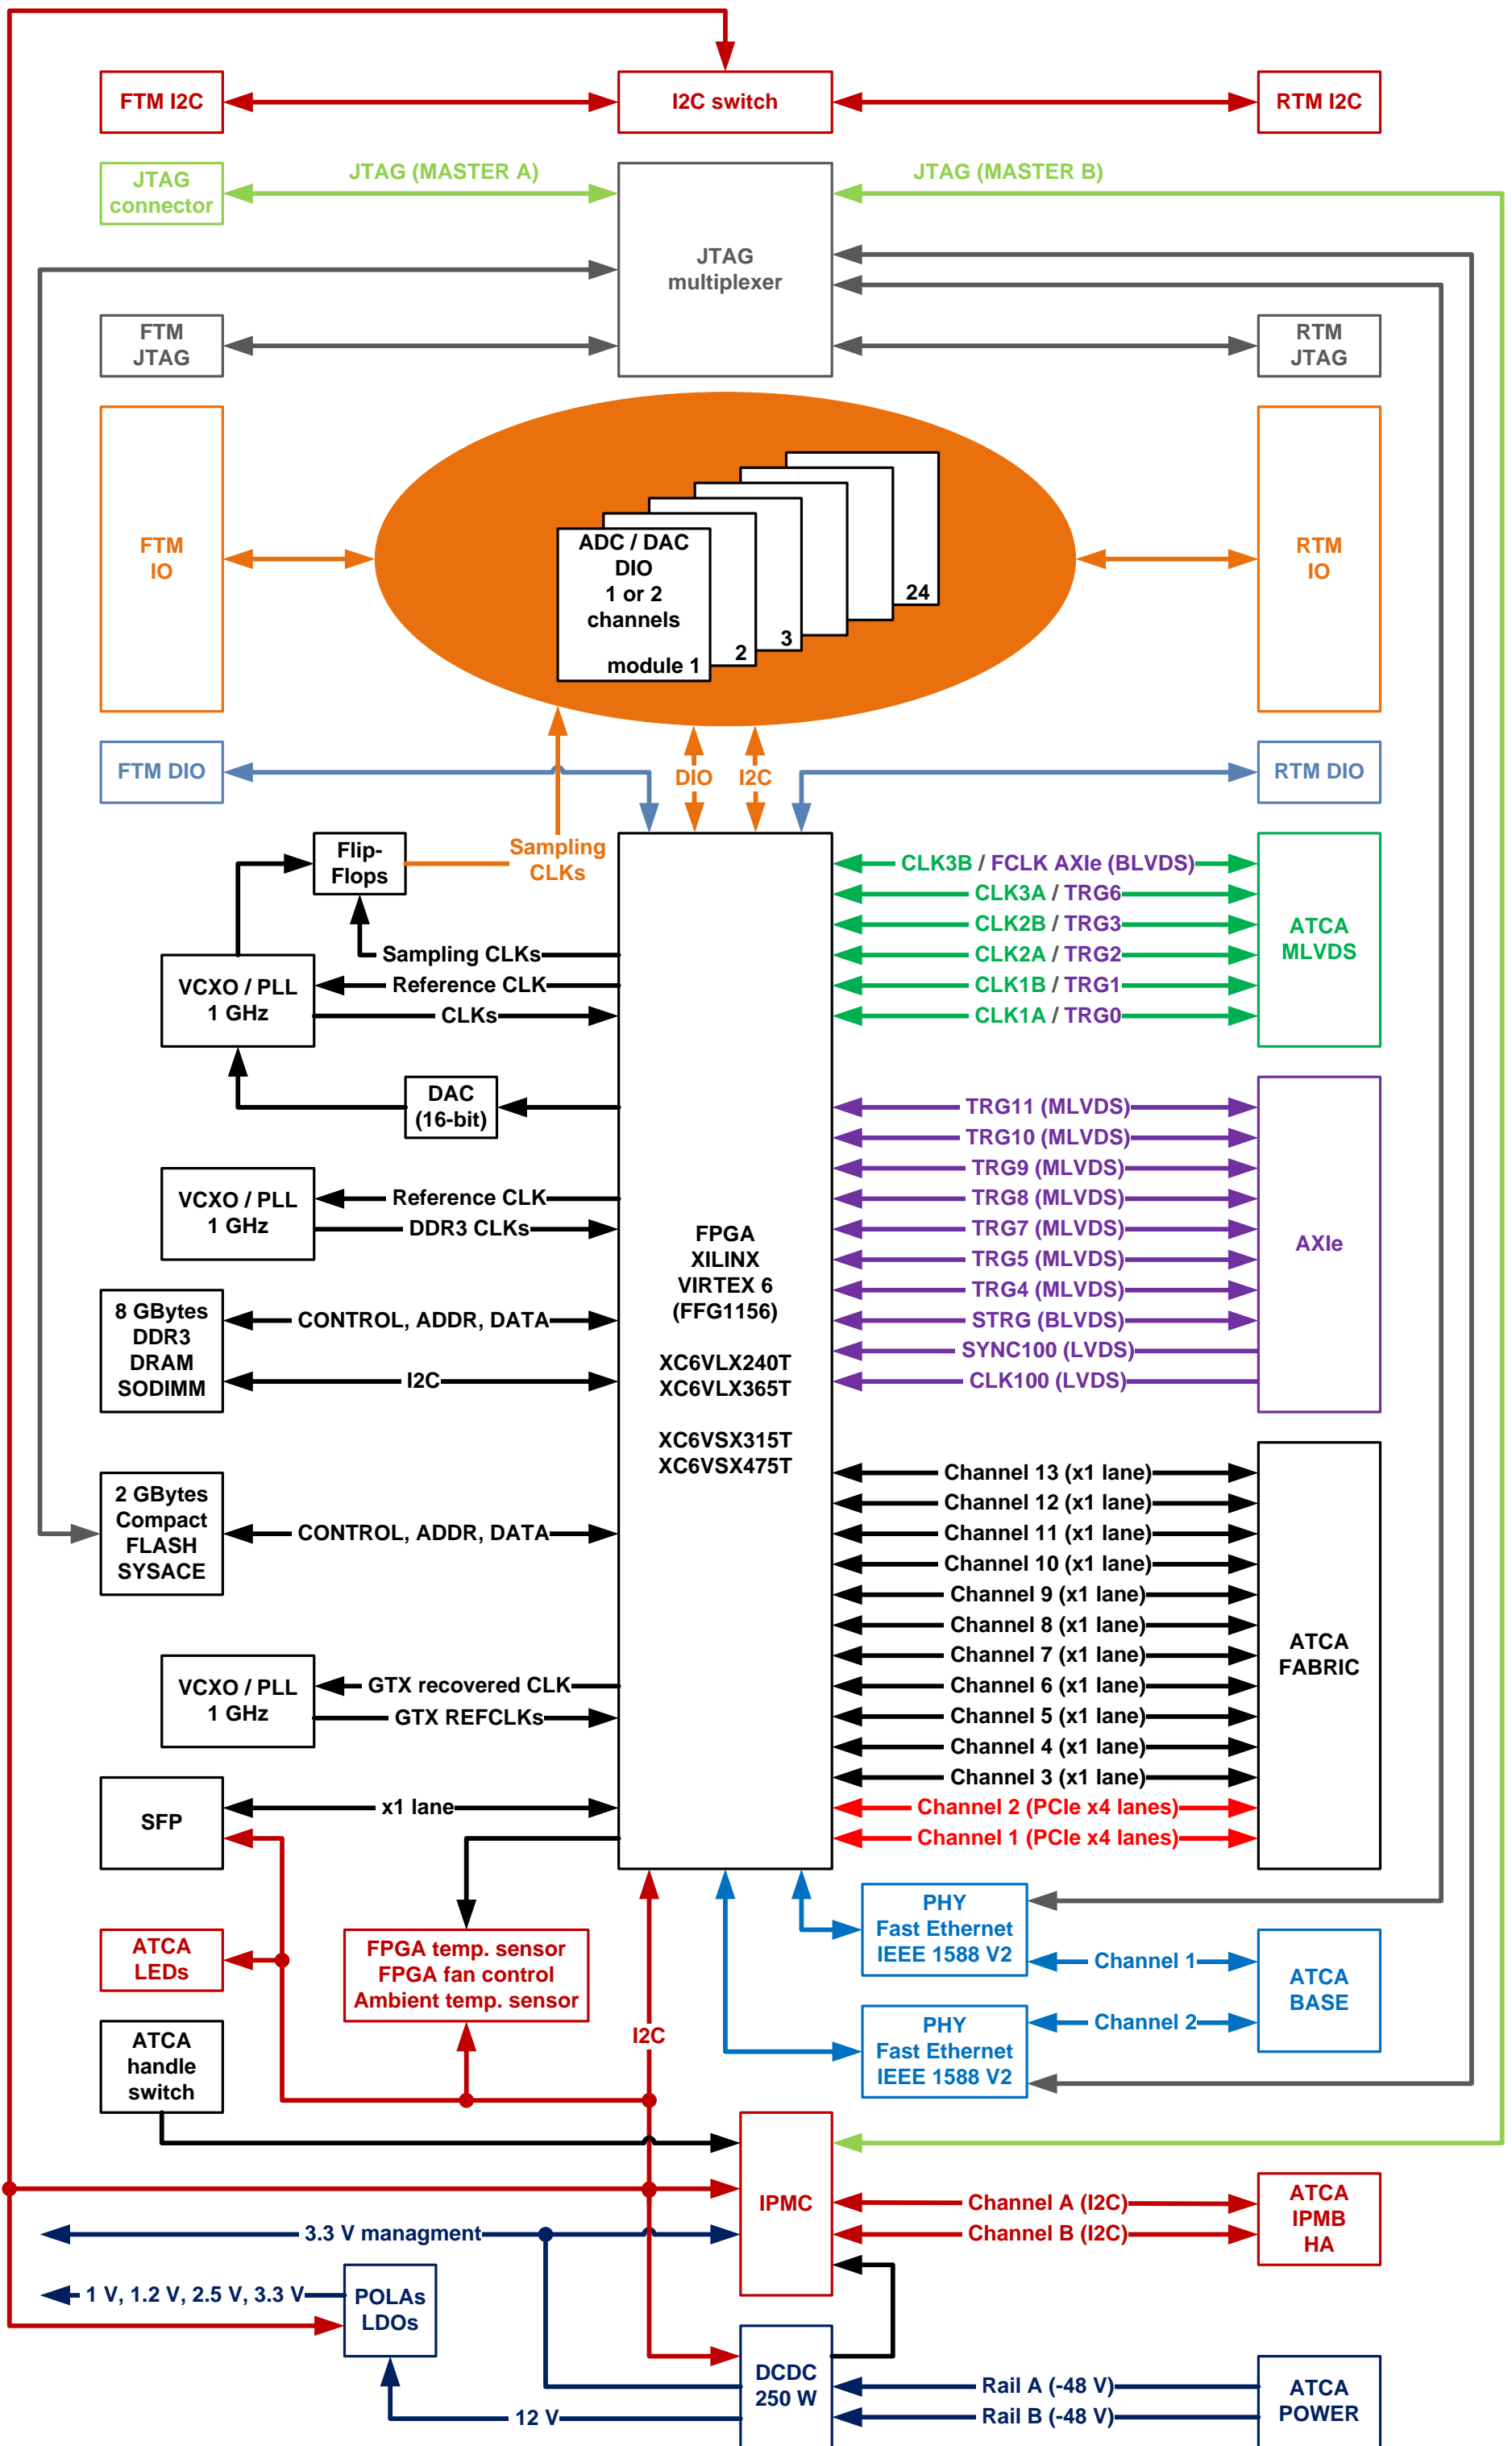 FTM I2C
I2C switch
RTM I2C
JTAG
connector
JTAG (MASTER A)
JTAG (MASTER B)
JTAG
multiplexer
FTM
JTAG
RTM
JTAG
FTM
IO
ADC / DAC
DIO
1 or 2
channels
module 1
2
3
24
RTM
IO
FTM DIO
DIO
I2C
RTM DIO
Flip-
Flops
Sampling
CLKs
CLK3B / FCLK AXIe (BLVDS)
CLK3A / TRG6
CLK2B / TRG3
CLK2A / TRG2
CLK1B / TRG1
CLK1A / TRG0
ATCA
MLVDS
Sampling CLKs
Reference CLK
CLKs
VCXO / PLL
1 GHz
DAC
(16-bit)
VCXO / PLL
1 GHz
Reference CLK
DDR3 CLKs
FPGA
XILINX
VIRTEX 6
(FFG1156)
XC6VLX240T
XC6VLX365T
XC6VSX315T
XC6VSX475T
TRG11 (MLVDS)
TRG10 (MLVDS)
TRG9 (MLVDS)
TRG8 (MLVDS)
TRG7 (MLVDS)
TRG5 (MLVDS)
TRG4 (MLVDS)
STRG (BLVDS)
SYNC100 (LVDS)
CLK100 (LVDS)
AXIe
8 GBytes
DDR3
DRAM
SODIMM
CONTROL, ADDR, DATA
I2C
2 GBytes
Compact
FLASH
SYSACE
CONTROL, ADDR, DATA
Channel 13 (x1 lane)
Channel 12 (x1 lane)
Channel 11 (x1 lane)
Channel 10 (x1 lane)
Channel 9 (x1 lane)
Channel 8 (x1 lane)
Channel 7 (x1 lane)
Channel 6 (x1 lane)
Channel 5 (x1 lane)
Channel 4 (x1 lane)
Channel 3 (x1 lane)
Channel 2 (PCIe x4 lanes)
Channel 1 (PCIe x4 lanes)
ATCA
FABRIC
VCXO / PLL
1 GHz
GTX recovered CLK
GTX REFCLKs
SFP
x1 lane
ATCA
LEDs
FPGA temp. sensor
FPGA fan control
Ambient temp. sensor
I2C
PHY
Fast Ethernet
IEEE 1588 V2
Channel 1
PHY
Fast Ethernet
IEEE 1588 V2
Channel 2
ATCA
BASE
ATCA
handle
switch
IPMC
Channel A (I2C)
Channel B (I2C)
ATCA
IPMB
HA
3.3 V managment
1 V, 1.2 V, 2.5 V, 3.3 V
POLAs
LDOs
12 V
DCDC
250 W
Rail A (-48 V)
Rail B (-48 V)
ATCA
POWER